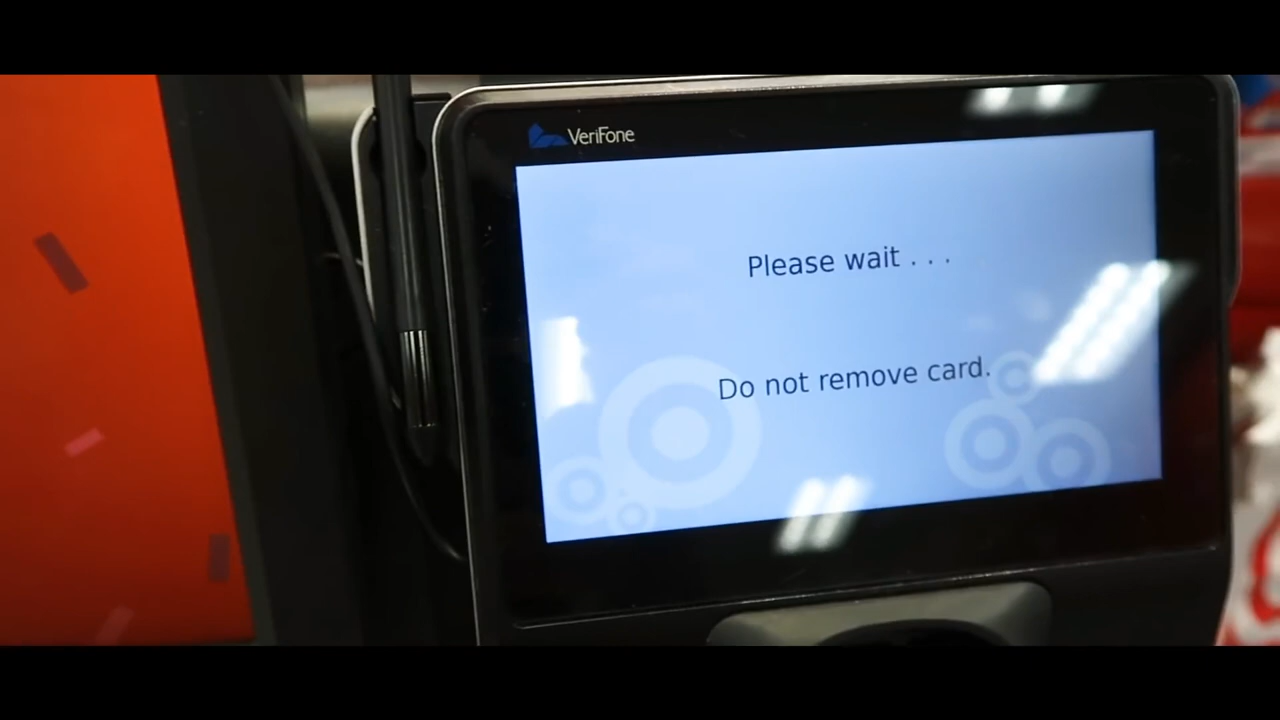 VeriFone
Please wait . . .
Do not remove card.